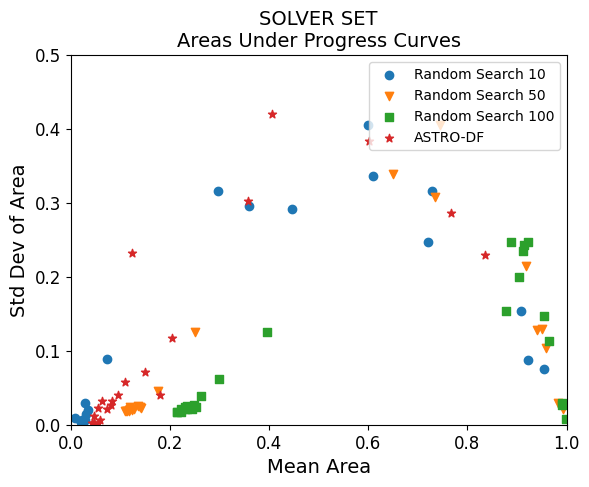 SOLVER SET
Areas Under Progress Curves
Std Dev of Area
0.5
0.4
0.3
0.2
0.1
0.0
Random Search 10
Random Search 50
Random Search 100
ASTRO-DF
0.0 0.2 0.4 0.6 0.8 1.0
Mean Area